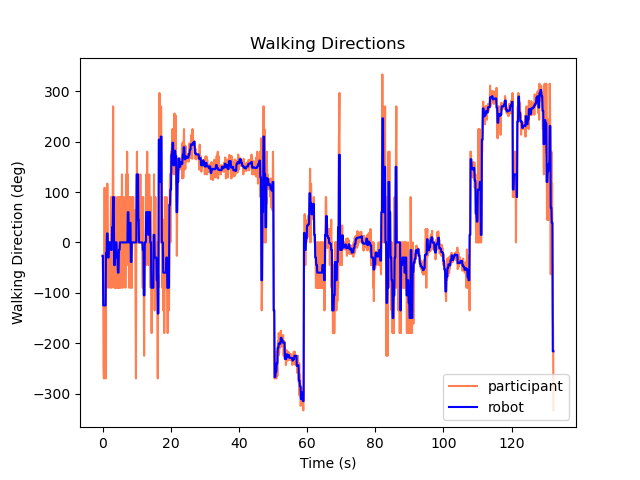 Walking Directions
Walking Direction (deg)
300
200
100
0
−100
−200
−300
0 20 40 60 80 100 120
Time (s)
participant
robot